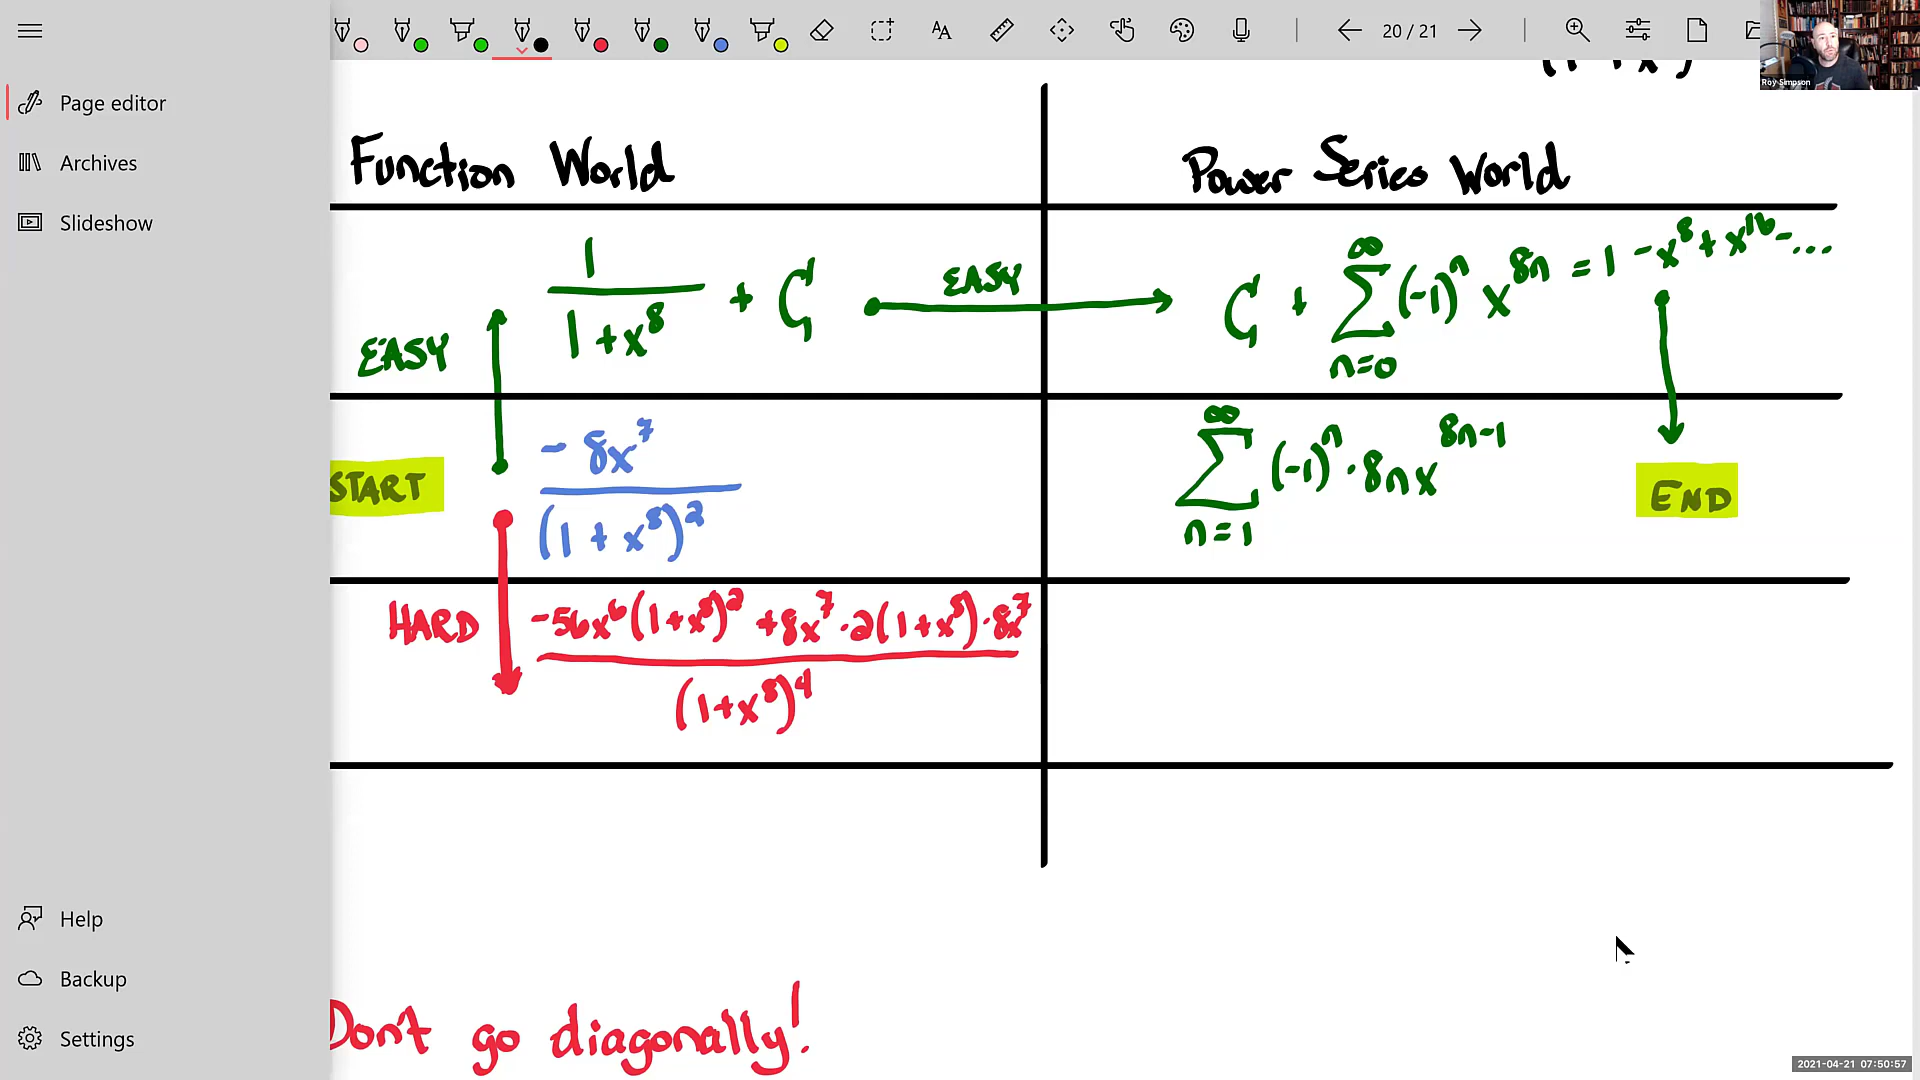 20 / 21
Page editor
Archives
Slideshow
Help
Backup
Settings
Roy Simpson
(1 + x )
Function World
Power Series World
EASY
1/(1+x^8) + C₁
EASY
C₁ + ∑_{n=0}^{∞} (-1)^n x^{8n} = 1 - x^8 + x^{16} - ...
START
-8x^7/(1 + x^8)^2
∑_{n=1}^{∞} (-1)^n · 8n x^{8n-1}
END
HARD
(-56x^6(1+x^8)^2 + 8x^7 · 2(1+x^8) · 8x^7)/(1+x^8)^4
Don't go diagonally!
2021-04-21 07:50:57